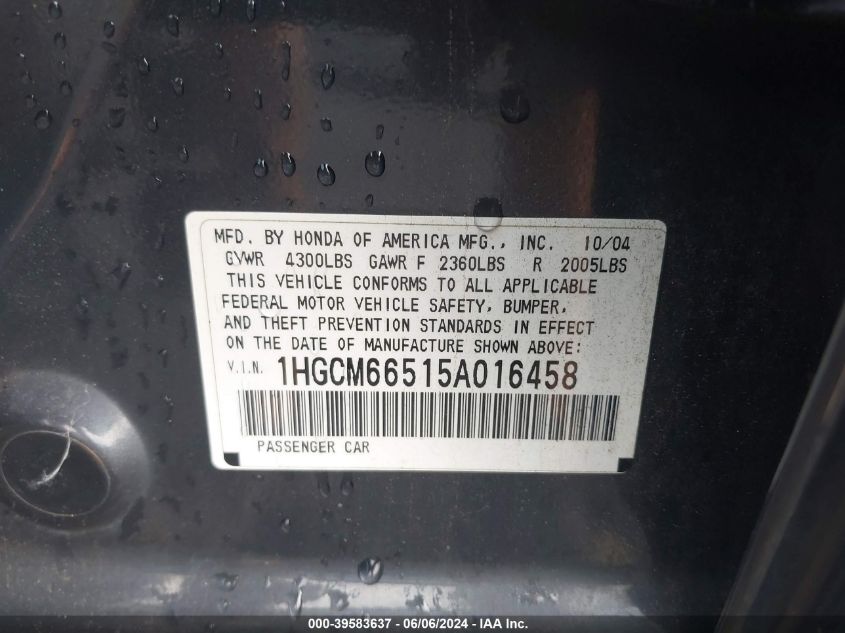 MFD. BY HONDA OF AMERICA MFG., INC. 10/04
GVWR 4300LBS GAWR F 2360LBS R 2005LBS
THIS VEHICLE CONFORMS TO ALL APPLICABLE
FEDERAL MOTOR VEHICLE SAFETY, BUMPER,
AND THEFT PREVENTION STANDARDS IN EFFECT
ON THE DATE OF MANUFACTURE SHOWN ABOVE:
V.I.N. 1HGCM66515A016458
PASSENGER CAR
000-39583637 - 06/06/2024 - IAA Inc.